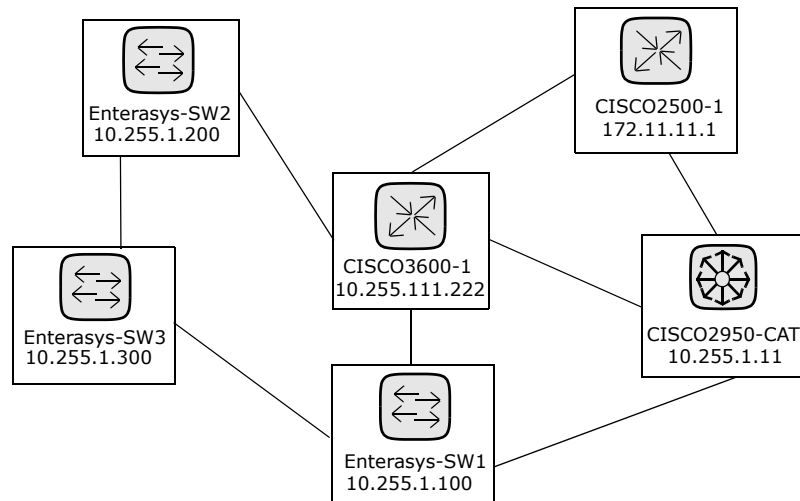 Enterasys-SW2
10.255.1.200
CISCO2500-1
172.11.11.1
CISCO3600-1
10.255.111.222
Enterasys-SW3
10.255.1.300
CISCO2950-CAT
10.255.1.11
Enterasys-SW1
10.255.1.100